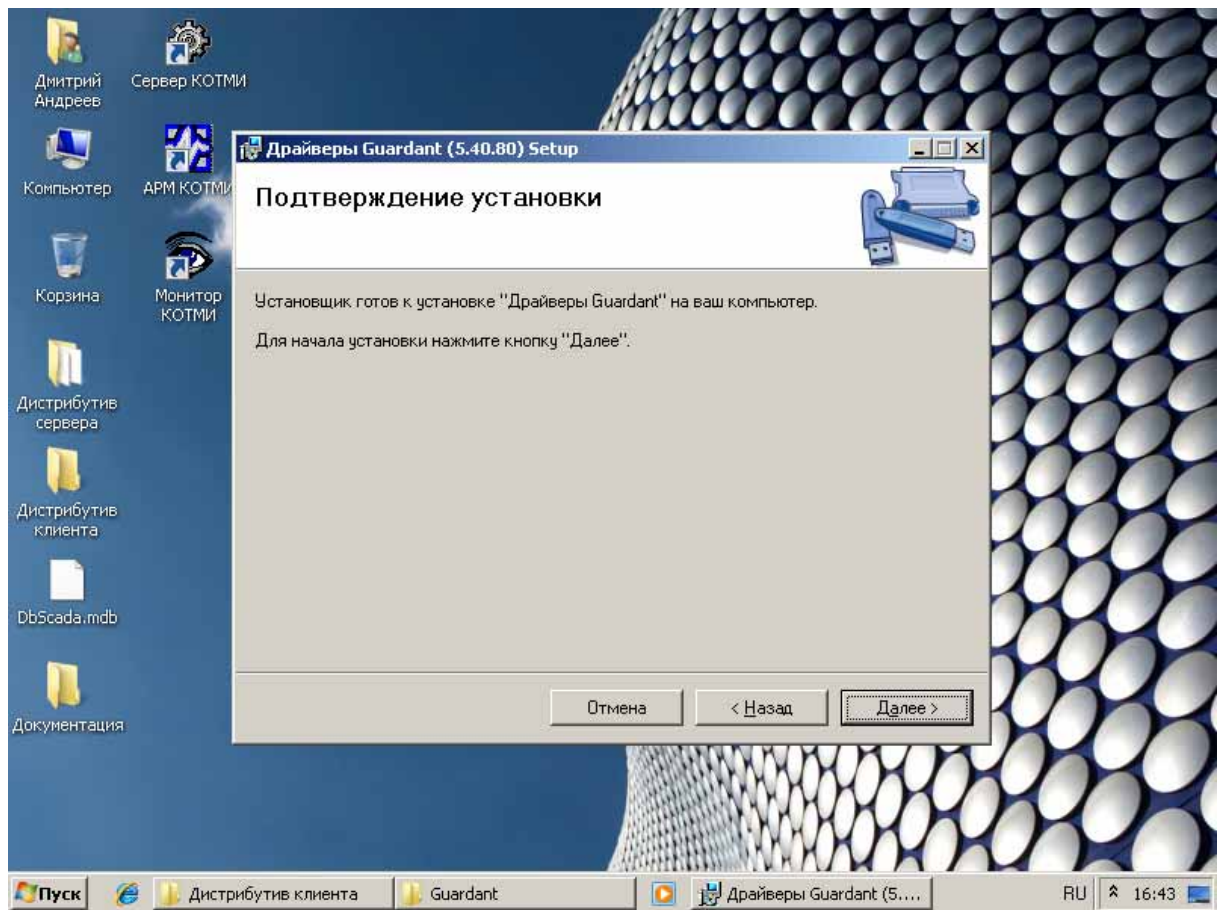 Дмитрий
Андреев
Сервер КОТМИ
Компьютер
АРМ КОТМИ
Корзина
Монитор
КОТМИ
Дистрибутив
сервера
Дистрибутив
клиента
DbScada.mdb
Документация
Драйверы Guardant (5.40.80) Setup
Подтверждение установки
Установщик готов к установке "Драйверы Guardant" на ваш компьютер.
Для начала установки нажмите кнопку "Далее".
Отмена
< Назад
Далее >
Пуск
Дистрибутив клиента
Guardant
Драйверы Guardant (5....
RU
16:43